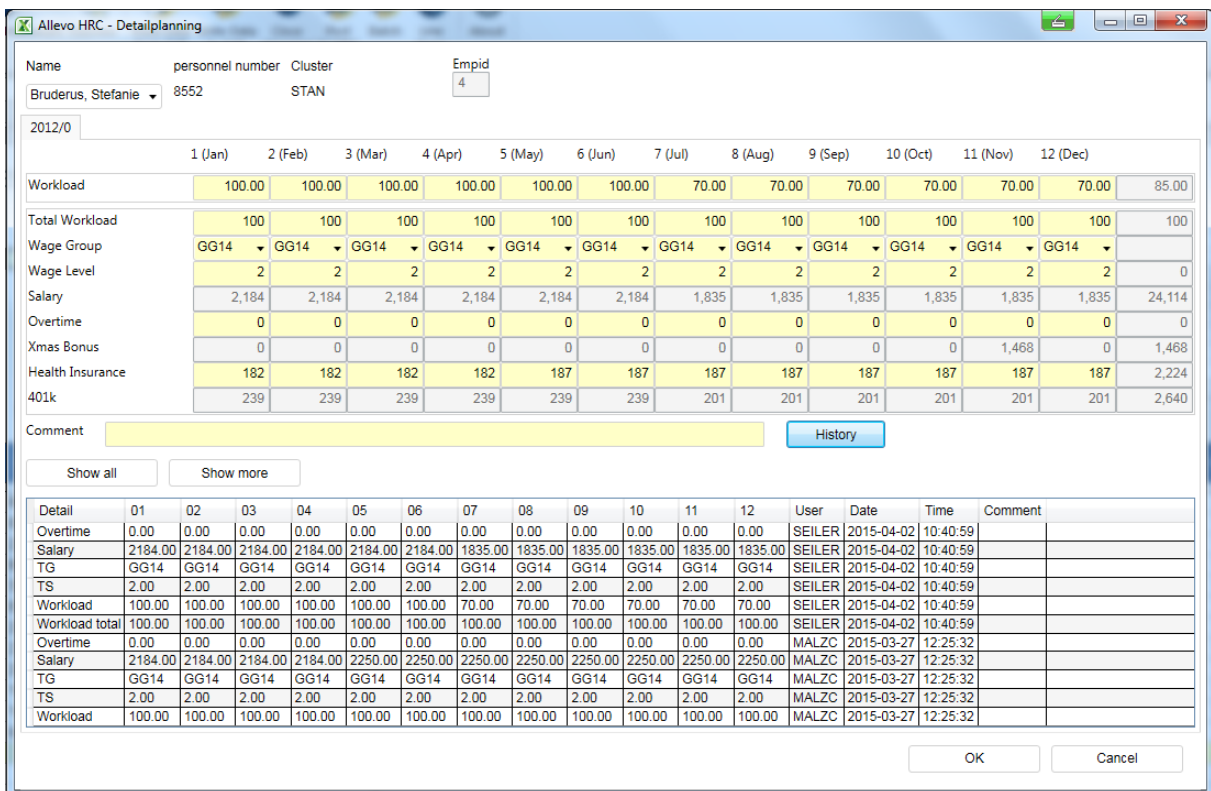 Allevo HRC - Detailplanning
Name personnel number Cluster Empid
Bruderus, Stefanie 8552 STAN 4
2012/0
1 (Jan) 2 (Feb) 3 (Mar) 4 (Apr) 5 (May) 6 (Jun) 7 (Jul) 8 (Aug) 9 (Sep) 10 (Oct) 11 (Nov) 12 (Dec)
Workload 100.00 100.00 100.00 100.00 100.00 100.00 70.00 70.00 70.00 70.00 70.00 70.00 85.00
Total Workload 100 100 100 100 100 100 100 100 100 100 100 100 100
Wage Group GG14 GG14 GG14 GG14 GG14 GG14 GG14 GG14 GG14 GG14 GG14 GG14
Wage Level 2 2 2 2 2 2 2 2 2 2 2 2 0
Salary 2,184 2,184 2,184 2,184 2,184 2,184 1,835 1,835 1,835 1,835 1,835 1,835 24,114
Overtime 0 0 0 0 0 0 0 0 0 0 0 0 0
Xmas Bonus 0 0 0 0 0 0 0 0 0 0 1,468 0 1,468
Health Insurance 182 182 182 182 187 187 187 187 187 187 187 187 2,224
401k 239 239 239 239 239 239 201 201 201 201 201 201 2,640
Comment History
Show all Show more
Detail 01 02 03 04 05 06 07 08 09 10 11 12 User Date Time Comment
Overtime 0.00 0.00 0.00 0.00 0.00 0.00 0.00 0.00 0.00 0.00 0.00 0.00 SEILER 2015-04-02 10:40:59
Salary 2184.00 2184.00 2184.00 2184.00 2184.00 2184.00 1835.00 1835.00 1835.00 1835.00 1835.00 1835.00 SEILER 2015-04-02 10:40:59
TG GG14 GG14 GG14 GG14 GG14 GG14 GG14 GG14 GG14 GG14 GG14 GG14 SEILER 2015-04-02 10:40:59
TS 2.00 2.00 2.00 2.00 2.00 2.00 2.00 2.00 2.00 2.00 2.00 2.00 SEILER 2015-04-02 10:40:59
Workload 100.00 100.00 100.00 100.00 100.00 100.00 70.00 70.00 70.00 70.00 70.00 70.00 SEILER 2015-04-02 10:40:59
Workload total 100.00 100.00 100.00 100.00 100.00 100.00 100.00 100.00 100.00 100.00 100.00 100.00 SEILER 2015-04-02 10:40:59
Overtime 0.00 0.00 0.00 0.00 0.00 0.00 0.00 0.00 0.00 0.00 0.00 0.00 MALZC 2015-03-27 12:25:32
Salary 2184.00 2184.00 2184.00 2184.00 2250.00 2250.00 2250.00 2250.00 2250.00 2250.00 2250.00 2250.00 MALZC 2015-03-27 12:25:32
TG GG14 GG14 GG14 GG14 GG14 GG14 GG14 GG14 GG14 GG14 GG14 GG14 MALZC 2015-03-27 12:25:32
TS 2.00 2.00 2.00 2.00 2.00 2.00 2.00 2.00 2.00 2.00 2.00 2.00 MALZC 2015-03-27 12:25:32
Workload 100.00 100.00 100.00 100.00 100.00 100.00 100.00 100.00 100.00 100.00 100.00 100.00 MALZC 2015-03-27 12:25:32
OK Cancel